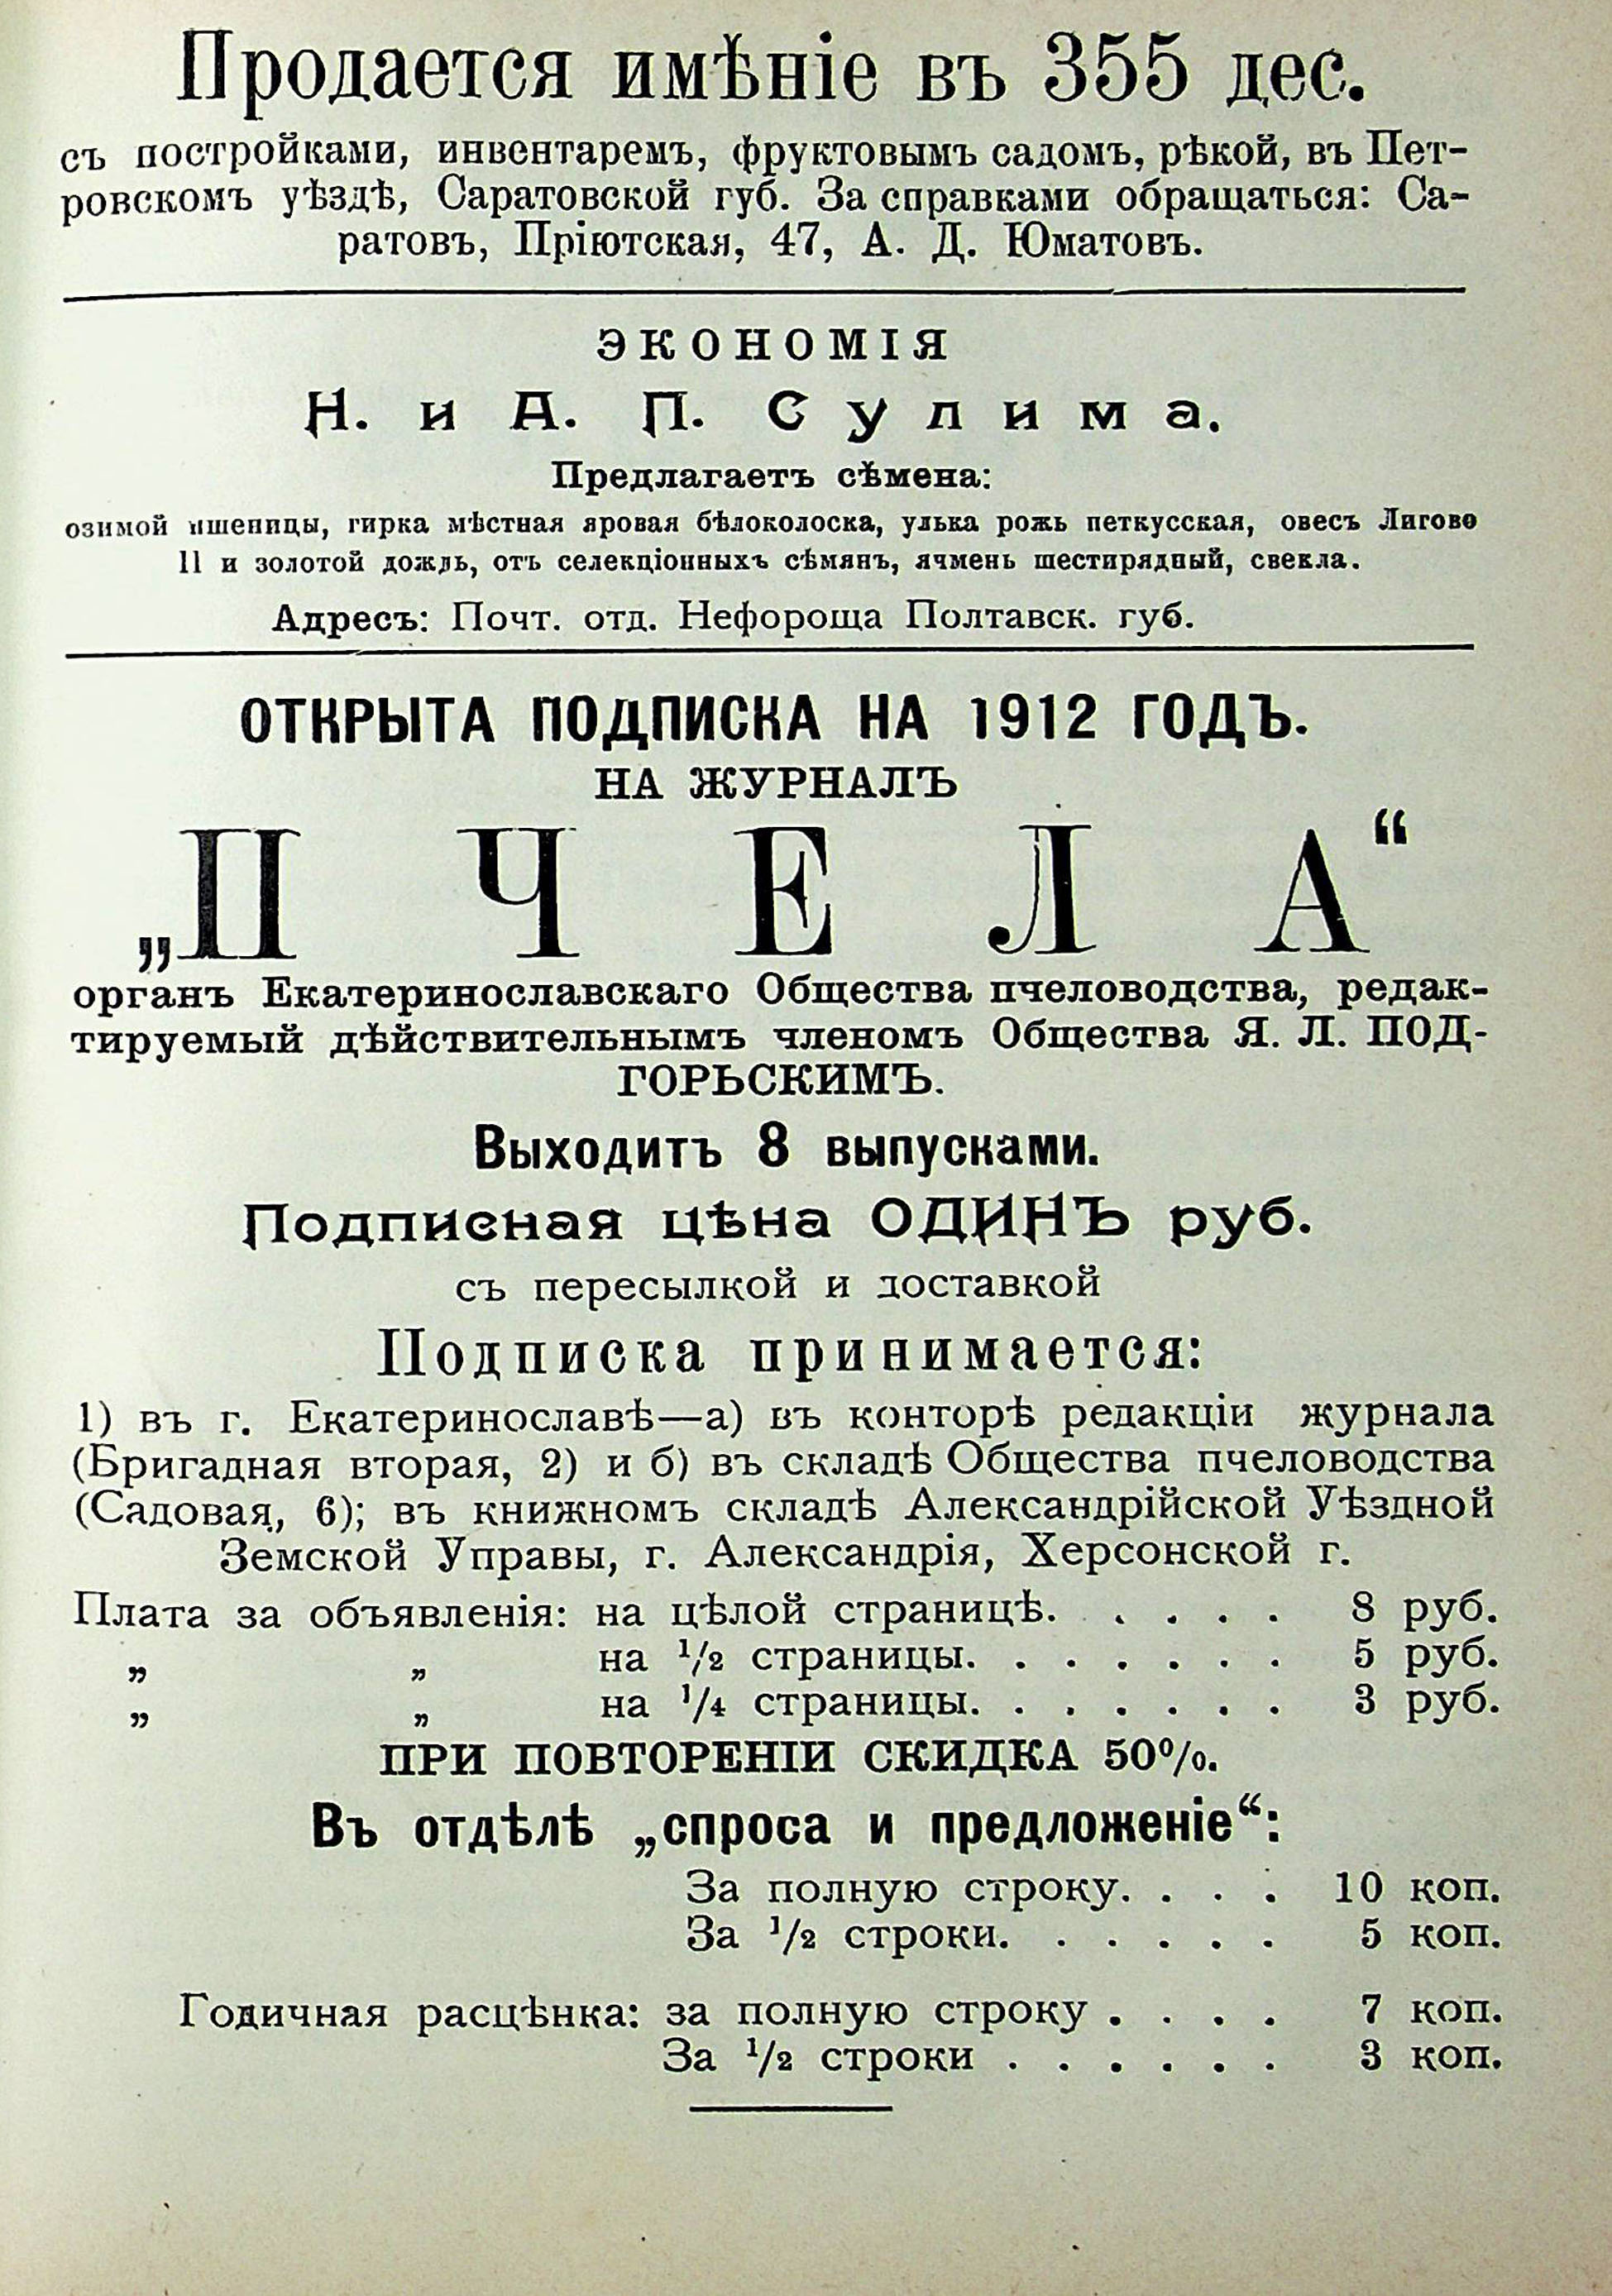 Продается имѣніе въ 355 дес.
съ постройками, инвентаремъ, фруктовымъ садомъ, рѣкой, въ Пет-
ровскомъ уѣздѣ, Саратовской губ. За справками обращаться: Са-
ратовъ, Пріютская, 47, А. Д. Юматовъ.
ЭКОНОМІЯ
Н. и А. П. Сулима.
Предлагаетъ сѣмена:
озимой пшеницы, гирка мѣстная яровая бѣлоколоска, улька рожь петкусская, овесъ Лигово
II и золотой дождь, отъ селекціонныхъ сѣмянъ, ячмень шестирядный, свекла.
Адресъ: Почт. отд. Нефороща Полтавск. губ.
ОТКРЫТА ПОДПИСКА НА 1912 ГОДЪ.
НА ЖУРНАЛЪ
„ПЧЕЛА“
органъ Екатеринославскаго Общества пчеловодства, редак-
тируемый дѣйствительнымъ членомъ Общества Я. Л. ПОД-
ГОРЬСКИМЪ.
Выходитъ 8 выпусками.
Подписная цѣна ОДИНЪ руб.
съ пересылкой и доставкой
Подписка принимается:
1) въ г. Екатеринославѣ—а) въ конторѣ редакціи журнала
(Бригадная вторая, 2) и б) въ складѣ Общества пчеловодства
(Садовая, 6); въ книжномъ складѣ Александрійской Уѣздной
Земской Управы, г. Александрія, Херсонской г.
Плата за объявленія: на цѣлой страницѣ. . . . . 8 руб.
„ „ на 1/2 страницы. . . . . . . 5 руб.
„ „ на 1/4 страницы. . . . . . . 3 руб.
ПРИ ПОВТОРЕНІИ СКИДКА 50%.
Въ отдѣлѣ „спроса и предложеніе“:
За полную строку. . . . 10 коп.
За 1/2 строки. . . . . . 5 коп.
Годичная расцѣнка: за полную строку . . . . 7 коп.
За 1/2 строки . . . . . . 3 коп.